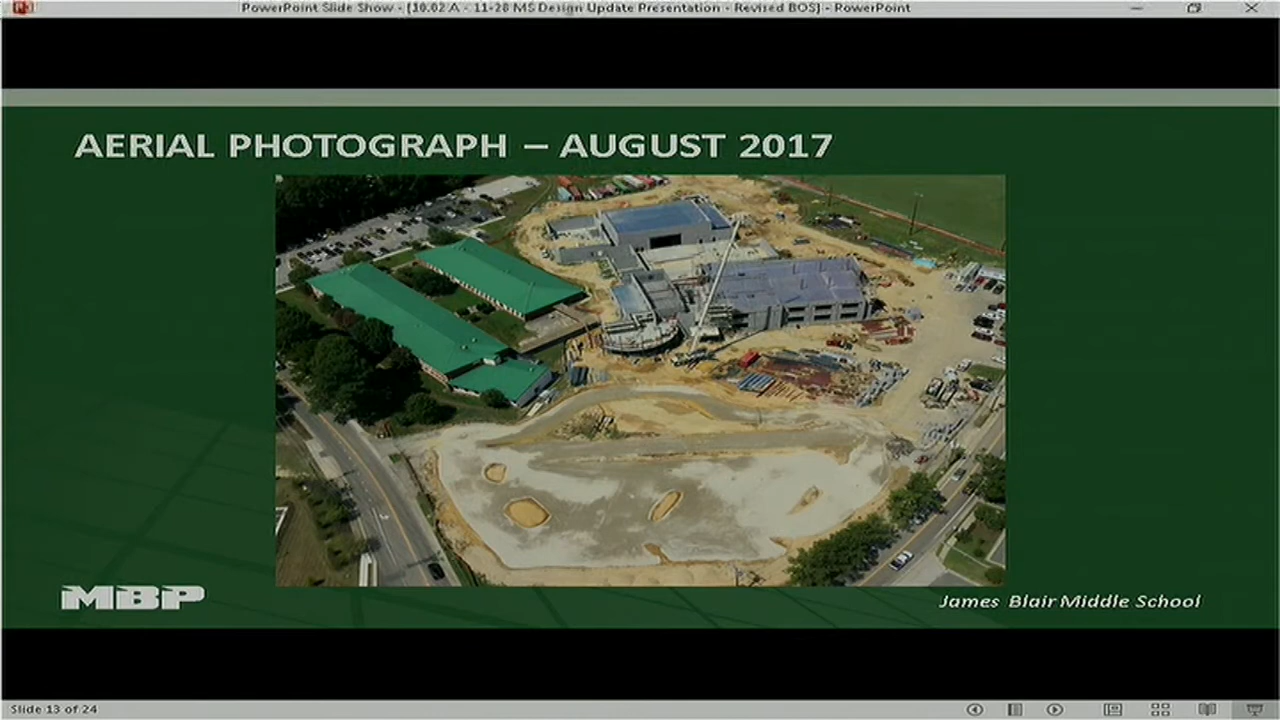 PowerPoint Slide Show - [10.02 A - 11-28 MS Design Update Presentation - Revised BOS] - PowerPoint
AERIAL PHOTOGRAPH – AUGUST 2017
MBP
James Blair Middle School
Slide 13 of 24